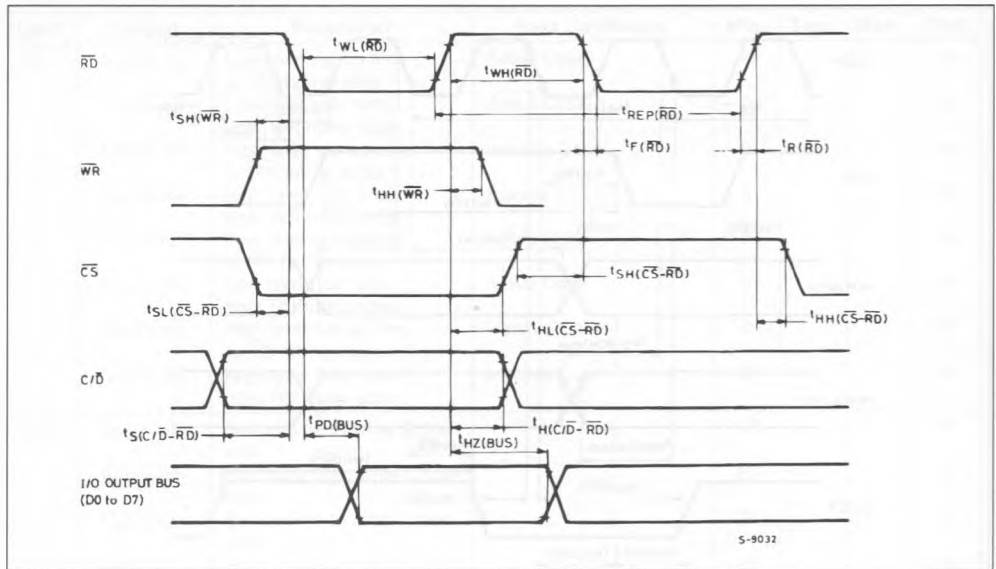 RD
tWL(RD)
tWH(RD)
tREP(RD)
tSH(WR)
tF(RD)
tR(RD)
WR
tHH(WR)
CS
tSH(CS-RD)
tSL(CS-RD)
tHL(CS-RD)
tHH(CS-RD)
C/D
tS(C/D-RD)
tPD(BUS)
tH(C/D-RD)
tHZ(BUS)
I/O OUTPUT BUS
(D0 to D7)
S-9032